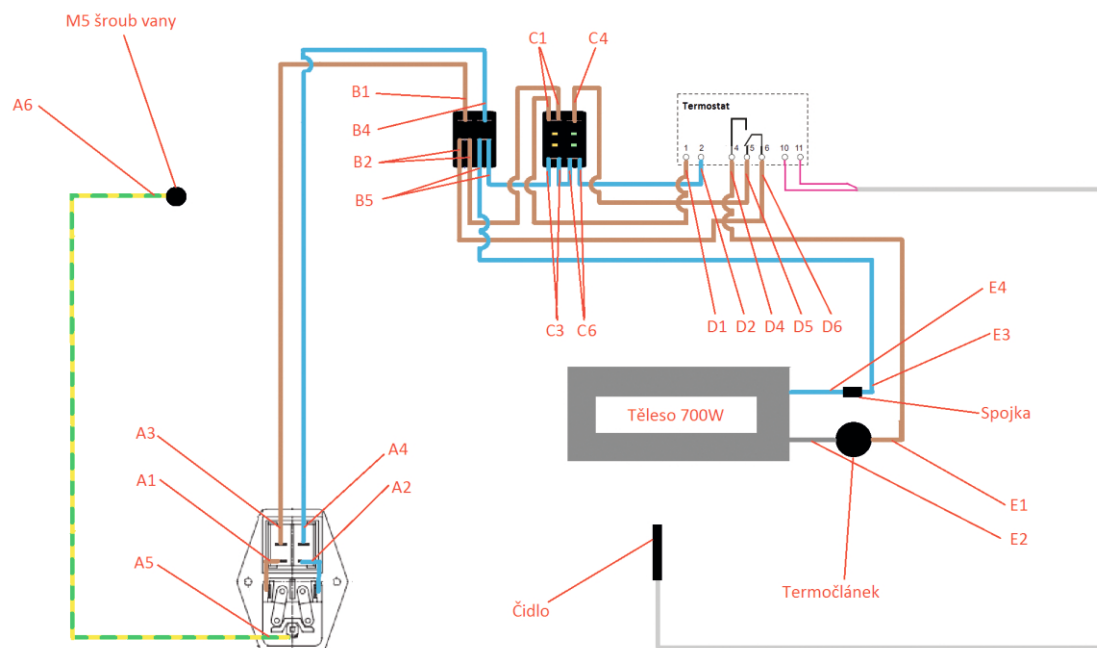 M5 šroub vany
A6
B1
B4
B2
B5
C1
C4
C3
C6
Termostat
1
2
4
5
6
10
11
D1
D2
D4
D5
D6
E4
E3
Spojka
Těleso 700W
E1
E2
Termočlánek
Čidlo
A3
A4
A1
A2
A5